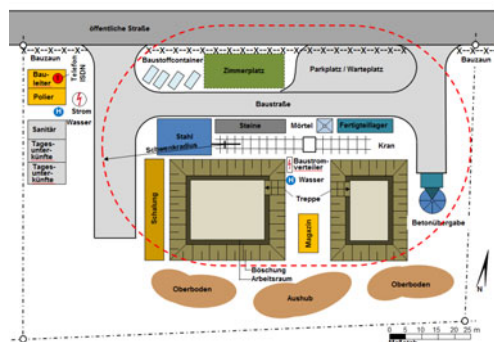 öffentliche Straße
Bauzaun
Telefon
ISDN
Baustoffcontainer
Zimmerplatz
Parkplatz / Warteplatz
Bauzaun
Bau-
leiter
Polier
Strom
Wasser
Baustraße
Sanitär
Tages-
unter-
künfte
Tages-
unter-
künfte
Stahl
Steine
Mörtel
Fertigteillager
Schwenkradius
Kran
Baustrom-
verteiler
Wasser
Treppe
Schalung
Magazin
Betonübergabe
Böschung
Arbeitsraum
Oberboden
Aushub
Oberboden
N
0 5 10 15 20 25 m